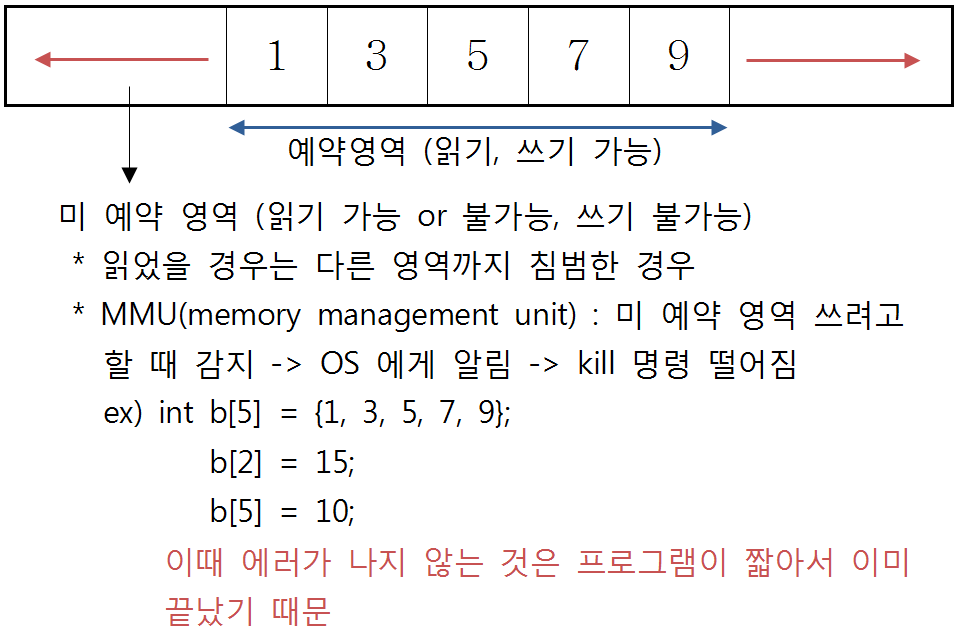 1 3 5 7 9
예약영역 (읽기, 쓰기 가능)
미 예약 영역 (읽기 가능 or 불가능, 쓰기 불가능)
* 읽었을 경우는 다른 영역까지 침범한 경우
* MMU(memory management unit) : 미 예약 영역 쓰려고
할 때 감지 -> OS 에게 알림 -> kill 명령 떨어짐
ex) int b[5] = {1, 3, 5, 7, 9};
b[2] = 15;
b[5] = 10;
이때 에러가 나지 않는 것은 프로그램이 짧아서 이미
끝났기 때문